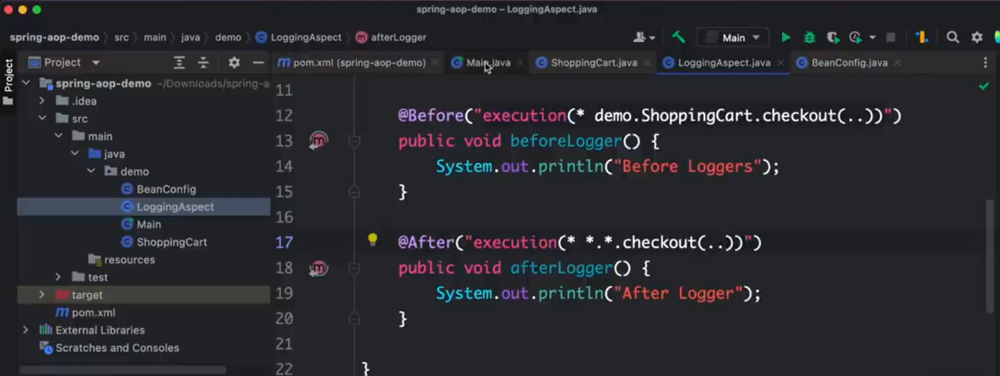 spring-aop-demo – LoggingAspect.java
spring-aop-demo src main java demo LoggingAspect afterLogger Main
Project
Project
pom.xml (spring-aop-demo) Main.java ShoppingCart.java LoggingAspect.java BeanConfig.java
spring-aop-demo ~/Downloads/spring-a
.idea
src
main
java
demo
BeanConfig
LoggingAspect
Main
ShoppingCart
resources
test
target
pom.xml
External Libraries
Scratches and Consoles
11
12 @Before("execution(* demo.ShoppingCart.checkout(..))")
13 public void beforeLogger() {
14 System.out.println("Before Loggers");
15 }
16
17 @After("execution(* *.*.checkout(..))")
18 public void afterLogger() {
19 System.out.println("After Logger");
20 }
21
22 }